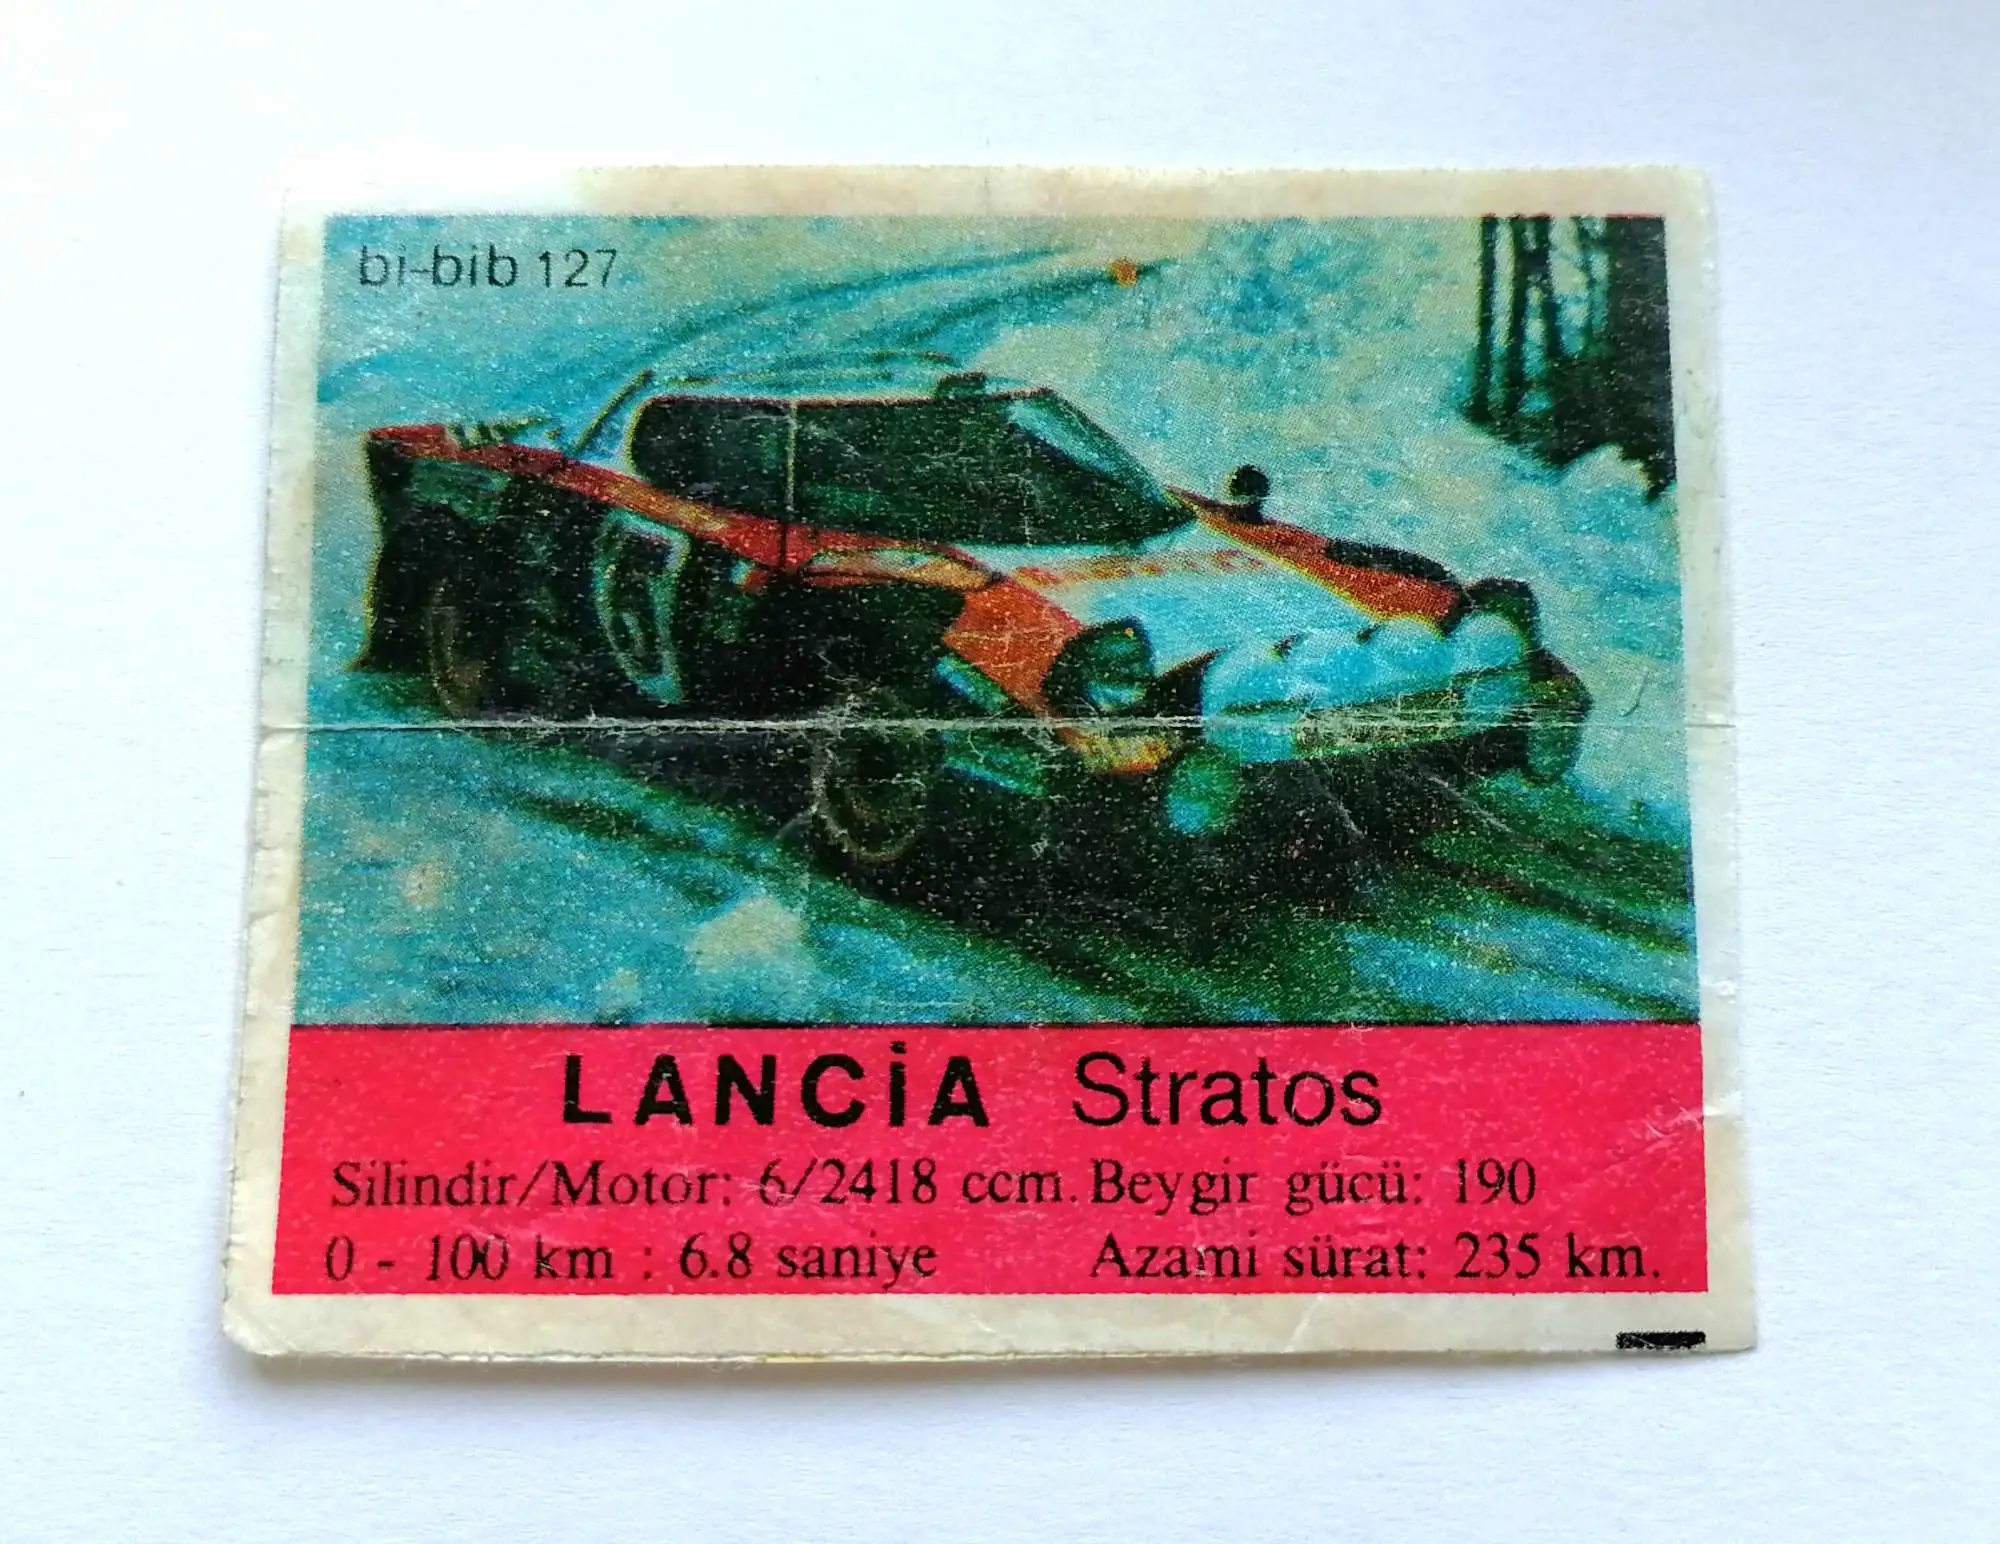 bi-bib 127
LANCİA Stratos
Silindir/Motor: 6/2418 ccm. Beygir gücü: 190
0 - 100 km : 6.8 saniye Azami sürat: 235 km.